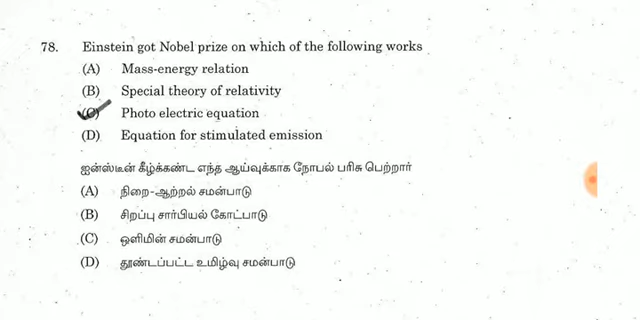 78. Einstein got Nobel prize on which of the following works
(A) Mass-energy relation
(B) Special theory of relativity
(C) Photo electric equation
(D) Equation for stimulated emission
ஐன்ஸ்டீன் கீழ்க்கண்ட எந்த ஆய்வுக்காக நோபல் பரிசு பெற்றார்
(A) நிறை-ஆற்றல் சமன்பாடு
(B) சிறப்பு சார்பியல் கோட்பாடு
(C) ஒளிமின் சமன்பாடு
(D) தூண்டப்பட்ட உமிழ்வு சமன்பாடு